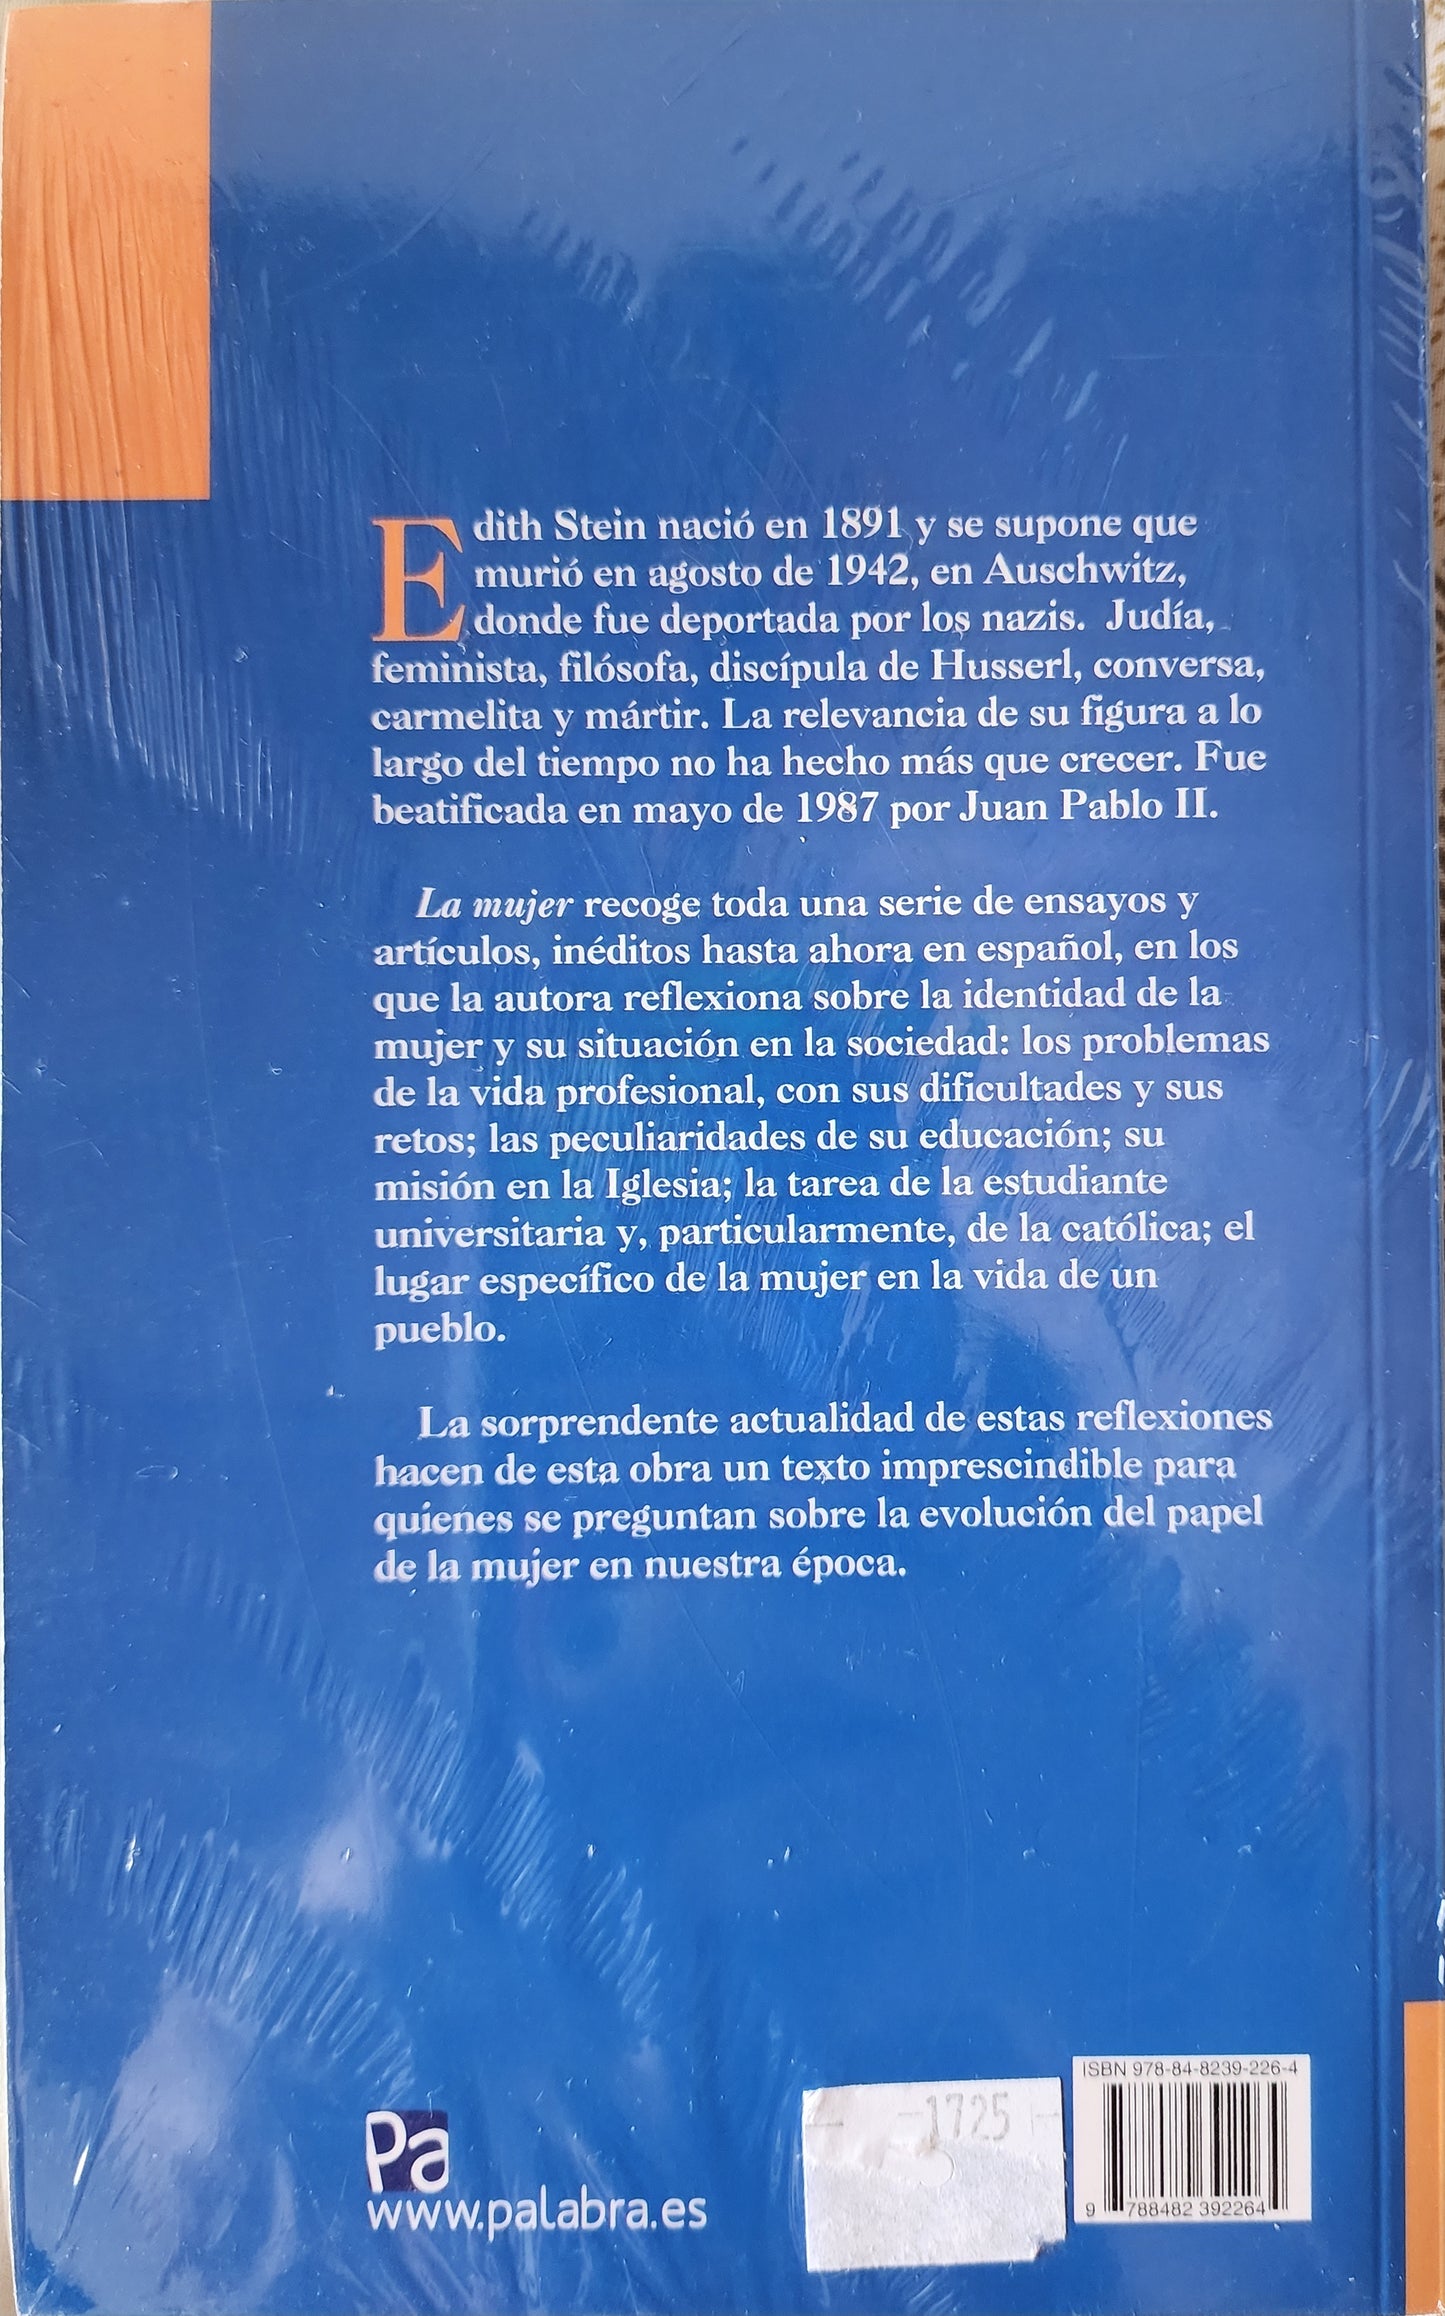 Edith Stein nació en 1891 y se supone que
murió en agosto de 1942, en Auschwitz,
donde fue deportada por los nazis. Judía,
feminista, filósofa, discípula de Husserl, conversa,
carmelita y mártir. La relevancia de su figura a lo
largo del tiempo no ha hecho más que crecer. Fue
beatificada en mayo de 1987 por Juan Pablo II.
La mujer recoge toda una serie de ensayos y
artículos, inéditos hasta ahora en español, en los
que la autora reflexiona sobre la identidad de la
mujer y su situación en la sociedad: los problemas
de la vida profesional, con sus dificultades y sus
retos; las peculiaridades de su educación; su
misión en la Iglesia; la tarea de la estudiante
universitaria y, particularmente, de la católica; el
lugar específico de la mujer en la vida de un
pueblo.
La sorprendente actualidad de estas reflexiones
hacen de esta obra un texto imprescindible para
quienes se preguntan sobre la evolución del papel
de la mujer en nuestra época.
ISBN 978-84-8239-226-4
1725
Pa
9 788482 392264
www.palabra.es